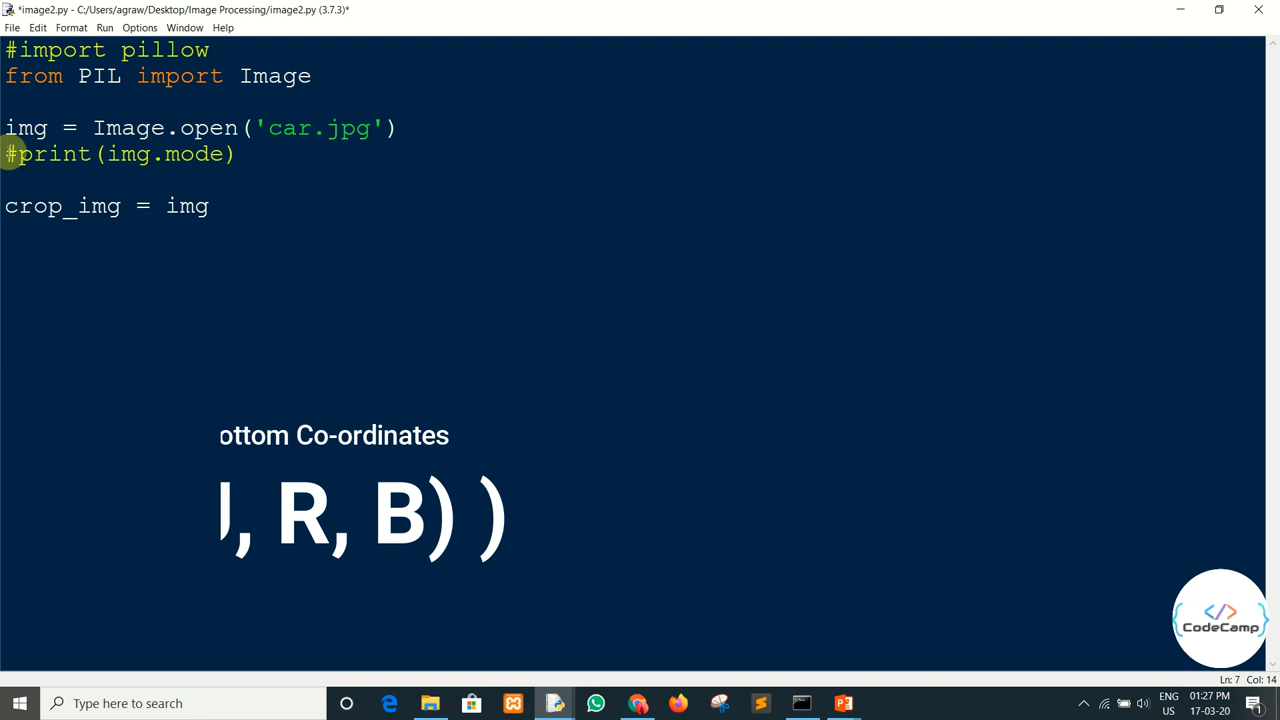 *image2.py - C:/Users/agraw/Desktop/Image Processing/image2.py (3.7.3)*
File Edit Format Run Options Window Help
#import pillow
from PIL import Image
img = Image.open('car.jpg')
#print(img.mode)
crop_img = img
ottom Co-ordinates
, R, B) )
</> 
CodeCamp
Ln: 7 Col: 14
Type here to search
ENG
US
01:27 PM
17-03-20
1